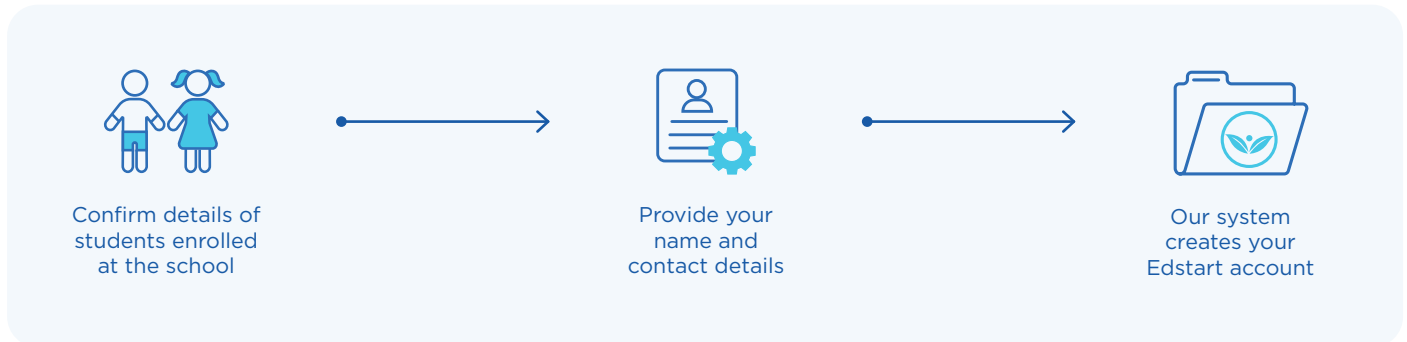 Confirm details of
students enrolled
at the school
Provide your
name and
contact details
Our system
creates your
Edstart account